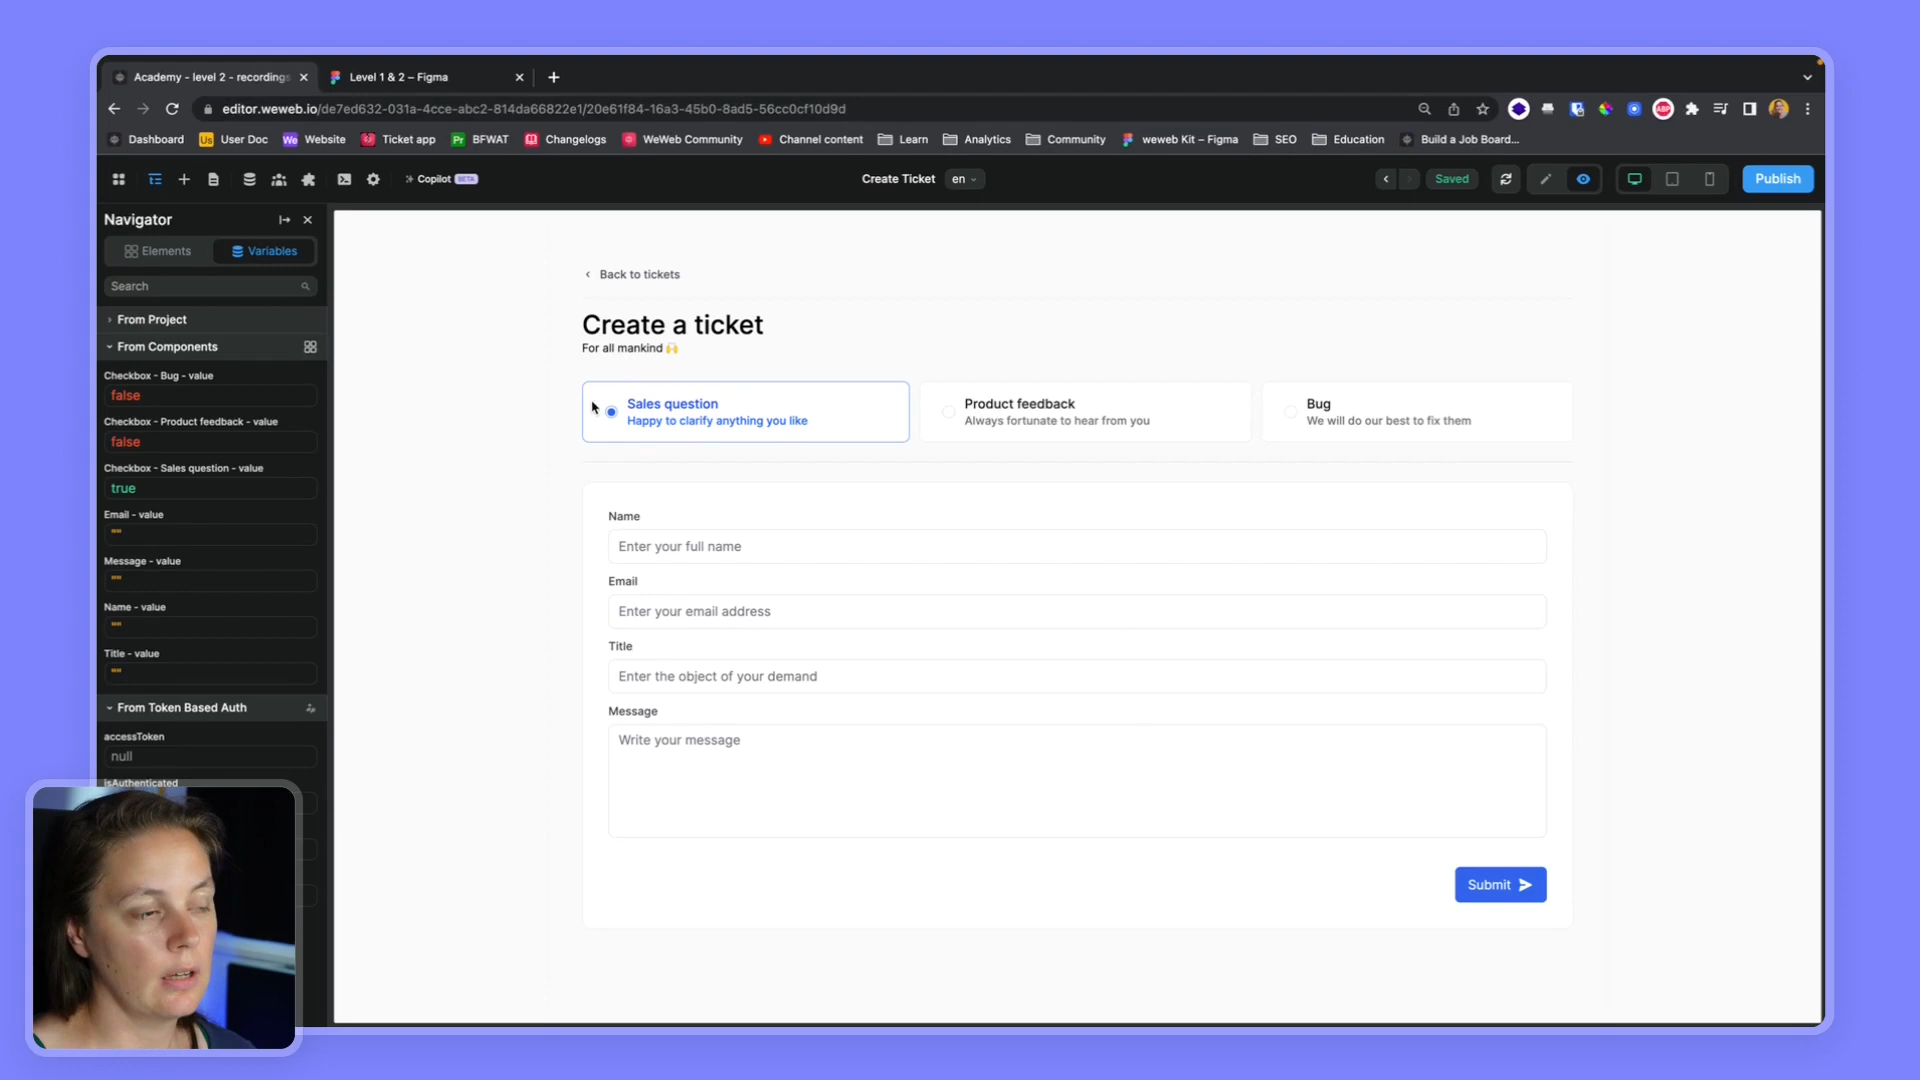 Academy - level 2 - recordings
Level 1 & 2 – Figma
editor.weweb.io/de7ed632-031a-4cce-abc2-814da66822e1/20e61f84-16a3-45b0-8ad5-56cc0cf10d9d
ABP
Dashboard
Us User Doc
We Website
Ticket app
Pr BFWAT
Changelogs
WeWeb Community
Channel content
Learn
Analytics
Community
weweb Kit – Figma
SEO
Education
Build a Job Board...
Copilot BETA
Create Ticket
en
Saved
Publish
Navigator
Elements
Variables
Search
From Project
From Components
Checkbox - Bug - value
false
Checkbox - Product feedback - value
false
Checkbox - Sales question - value
true
Email - value
""
Message - value
""
Name - value
""
Title - value
""
From Token Based Auth
accessToken
null
isAuthenticated
Back to tickets
Create a ticket
For all mankind 🙌
Sales question
Happy to clarify anything you like
Product feedback
Always fortunate to hear from you
Bug
We will do our best to fix them
Name
Enter your full name
Email
Enter your email address
Title
Enter the object of your demand
Message
Write your message
Submit